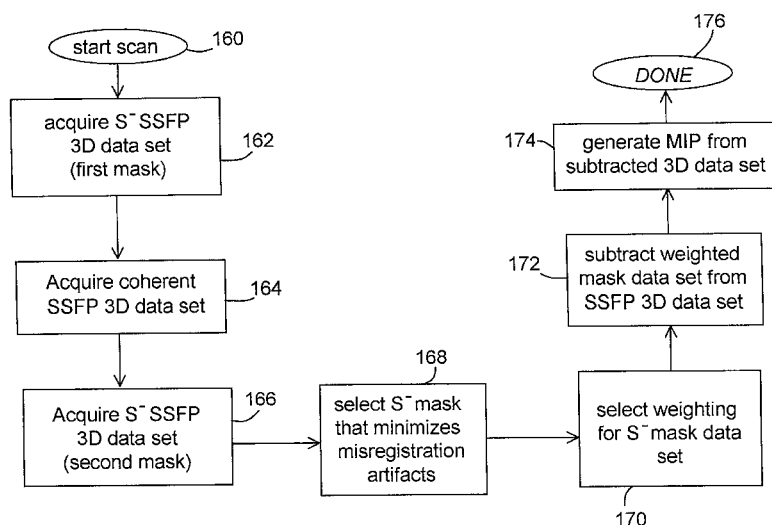 start scan
160
acquire S⁻ SSFP
3D data set
(first mask)
162
Acquire coherent
SSFP 3D data set
164
Acquire S⁻ SSFP
3D data set
(second mask)
166
168
select S⁻ mask
that minimizes
misregistration
artifacts
select weighting
for S⁻ mask data
set
170
172
subtract weighted
mask data set from
SSFP 3D data set
174
generate MIP from
subtracted 3D data set
176
DONE